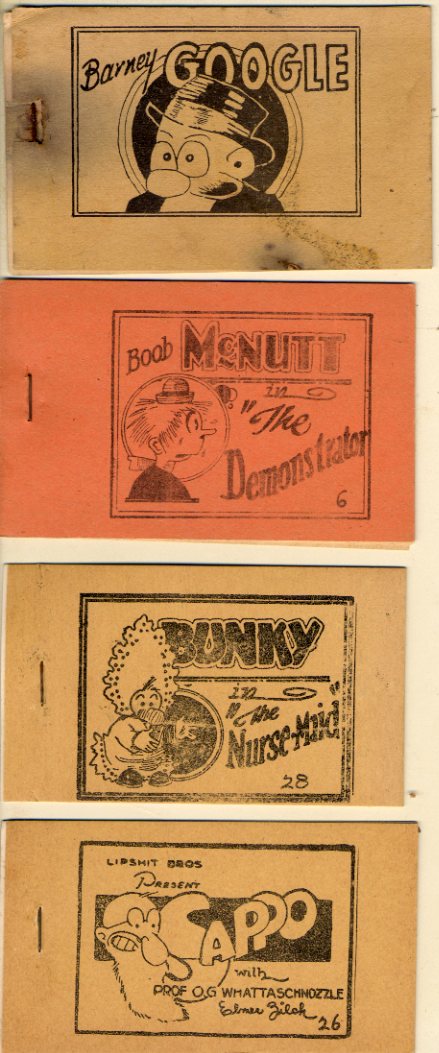 Barney GOOGLE
Boob McNUTT
in
"The
Demonstrator
6
BUNKY
in
"The
Nurse-Maid"
28
LIPSHIT BROS
PRESENT
SAPPO
with
PROF O.G WHATTASCHNOZZLE
Elmer Zilch
26